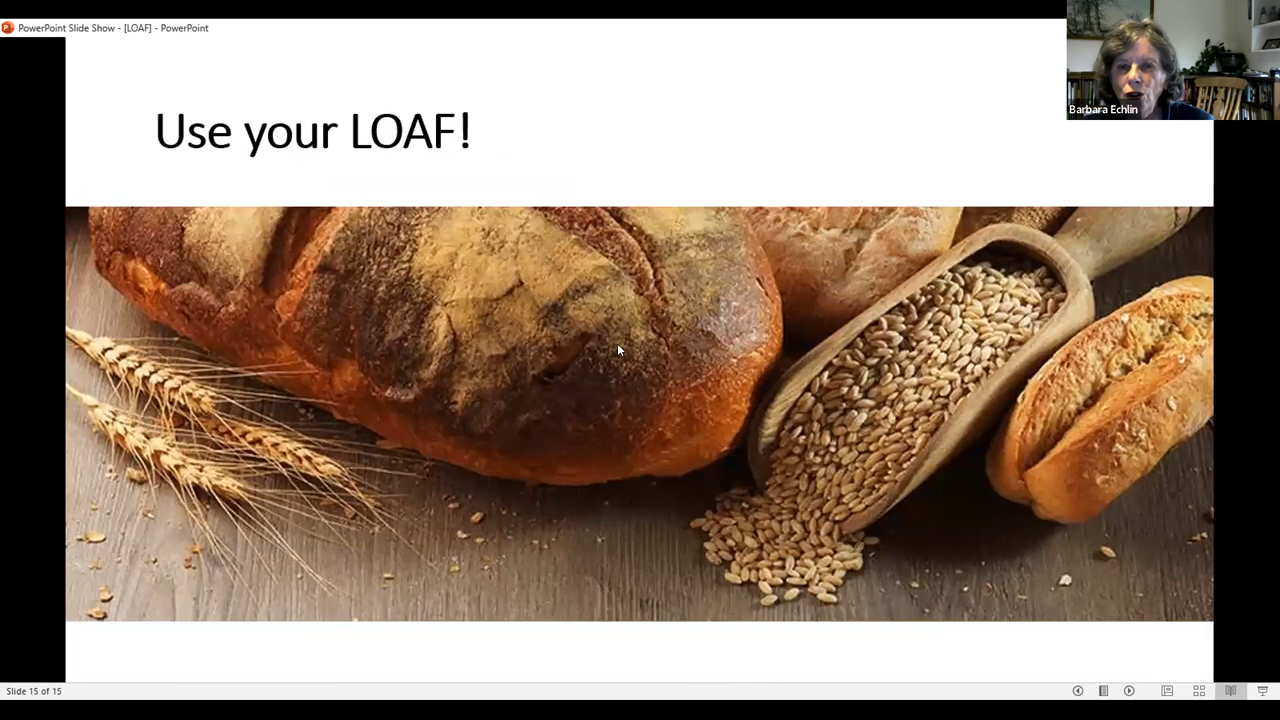 PowerPoint Slide Show - [LOAF] - PowerPoint
Barbara Echlin
Use your LOAF!
Slide 15 of 15